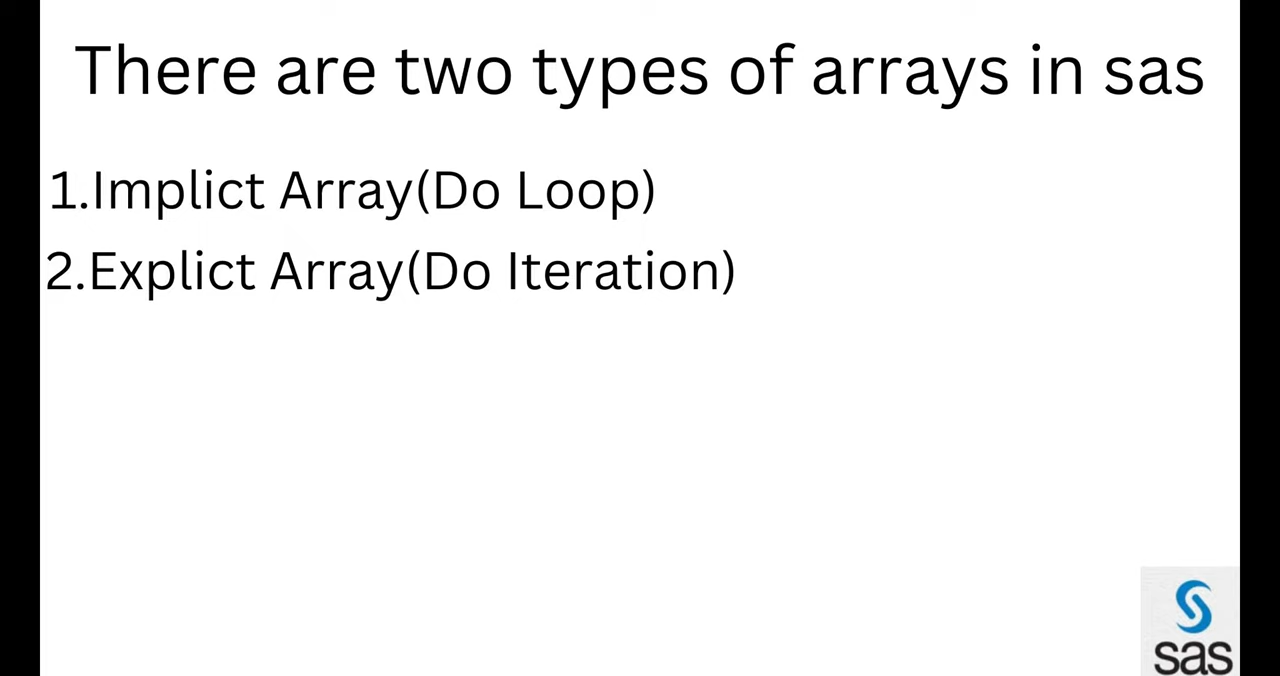 There are two types of arrays in sas
1.Implict Array(Do Loop)
2.Explict Array(Do Iteration)
sas